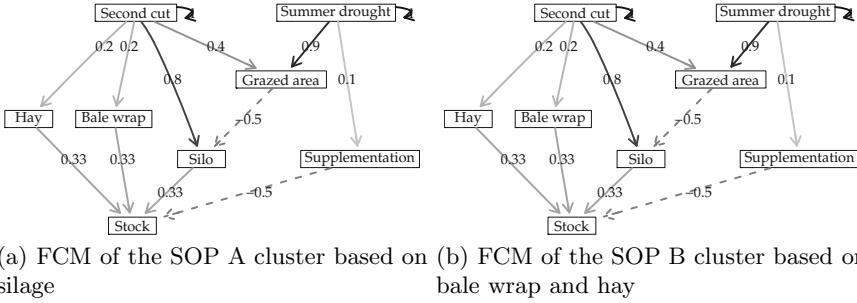 Second cut Summer drought Second cut Summer drought
0.2 0.2 0.4 0.9 0.2 0.2 0.4 0.9
0.8 Grazed area 0.1 0.8 Grazed area 0.1
Hay Bale wrap −0.5 Hay Bale wrap −0.5
0.33 0.33 Silo Supplementation 0.33 0.33 Silo Supplementation
0.33 −0.5 0.33 −0.5
Stock Stock
(a) FCM of the SOP A cluster based on (b) FCM of the SOP B cluster based on
silage bale wrap and hay